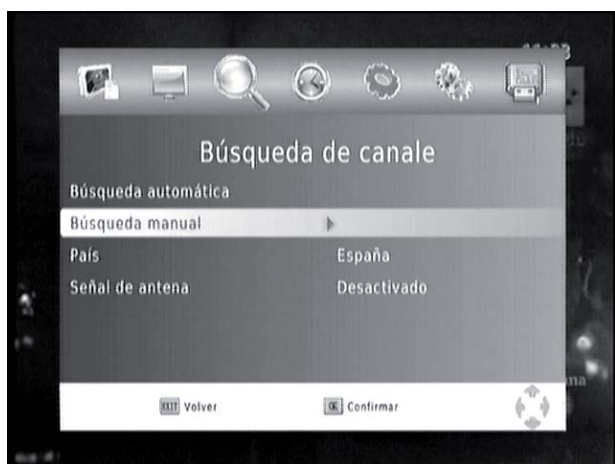 Búsqueda de canale
Búsqueda automática
Búsqueda manual
País España
Señal de antena Desactivado
EXIT Volver OK Confirmar